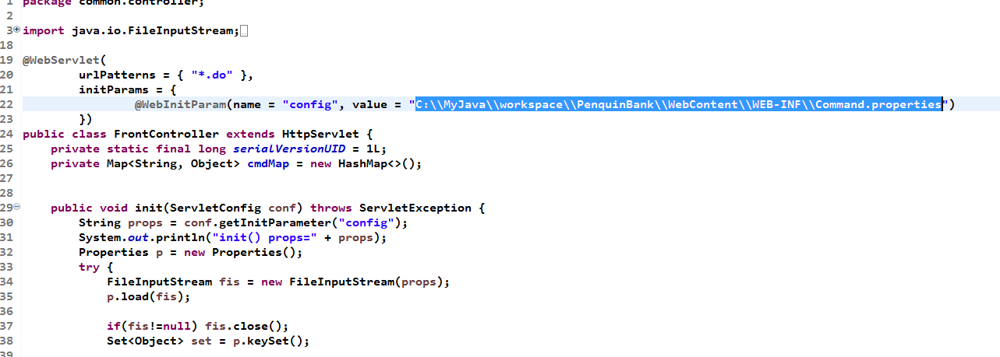 1 package common.controller;
2
3 import java.io.FileInputStream;
18
19 @WebServlet(
20 urlPatterns = { "*.do" },
21 initParams = {
22 @WebInitParam(name = "config", value = "C:\\MyJava\\workspace\\PenquinBank\\WebContent\\WEB-INF\\Command.properties")
23 })
24 public class FrontController extends HttpServlet {
25 private static final long serialVersionUID = 1L;
26 private Map<String, Object> cmdMap = new HashMap<>();
27
28
29 public void init(ServletConfig conf) throws ServletException {
30 String props = conf.getInitParameter("config");
31 System.out.println("init() props=" + props);
32 Properties p = new Properties();
33 try {
34 FileInputStream fis = new FileInputStream(props);
35 p.load(fis);
36
37 if(fis!=null) fis.close();
38 Set<Object> set = p.keySet();
39